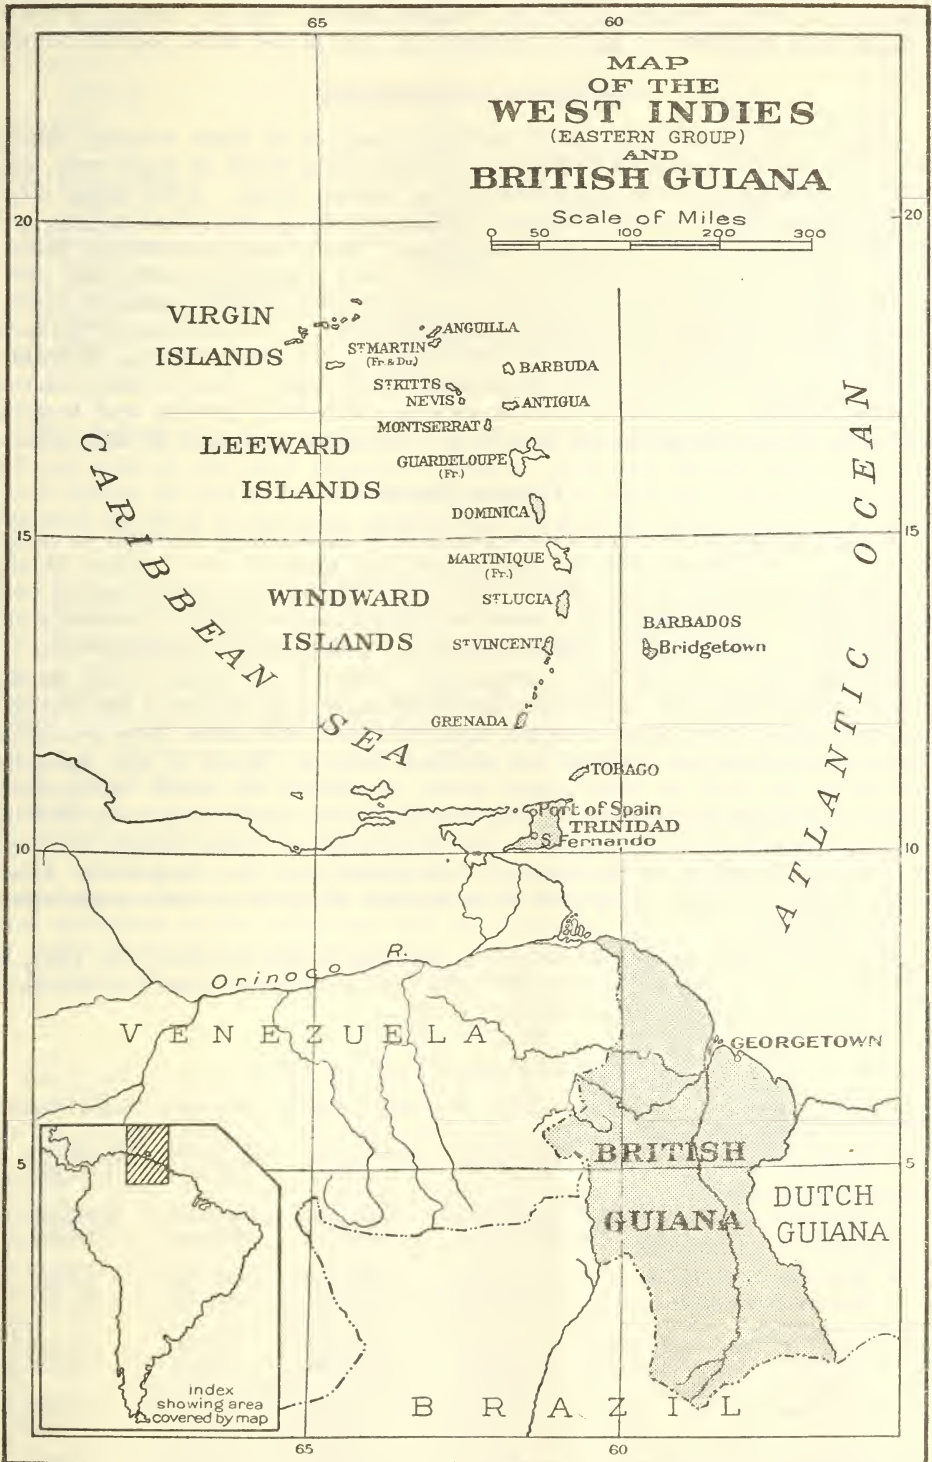 65
60
MAP
OF THE
WEST INDIES
(EASTERN GROUP)
AND
BRITISH GUIANA
20
20
Scale of Miles
0 50 100 200 300
VIRGIN
ISLANDS
ANGUILLA
ST MARTIN
(Fr & Du.)
BARBUDA
ST KITTS
NEVIS
ANTIGUA
MONTSERRAT
LEEWARD
ISLANDS
GUARDELOUPE
(Fr.)
DOMINICA
CARIBBEAN
SEA
ATLANTIC OCEAN
15
15
MARTINIQUE
(Fr.)
WINDWARD
ISLANDS
ST LUCIA
ST VINCENT
BARBADOS
Bridgetown
GRENADA
TOBAGO
Port of Spain
TRINIDAD
S. Fernando
10
10
Orinoco R.
VENEZUELA
GEORGETOWN
BRITISH
GUIANA
5
5
DUTCH
GUIANA
index
showing area
covered by map
BRAZIL
65
60